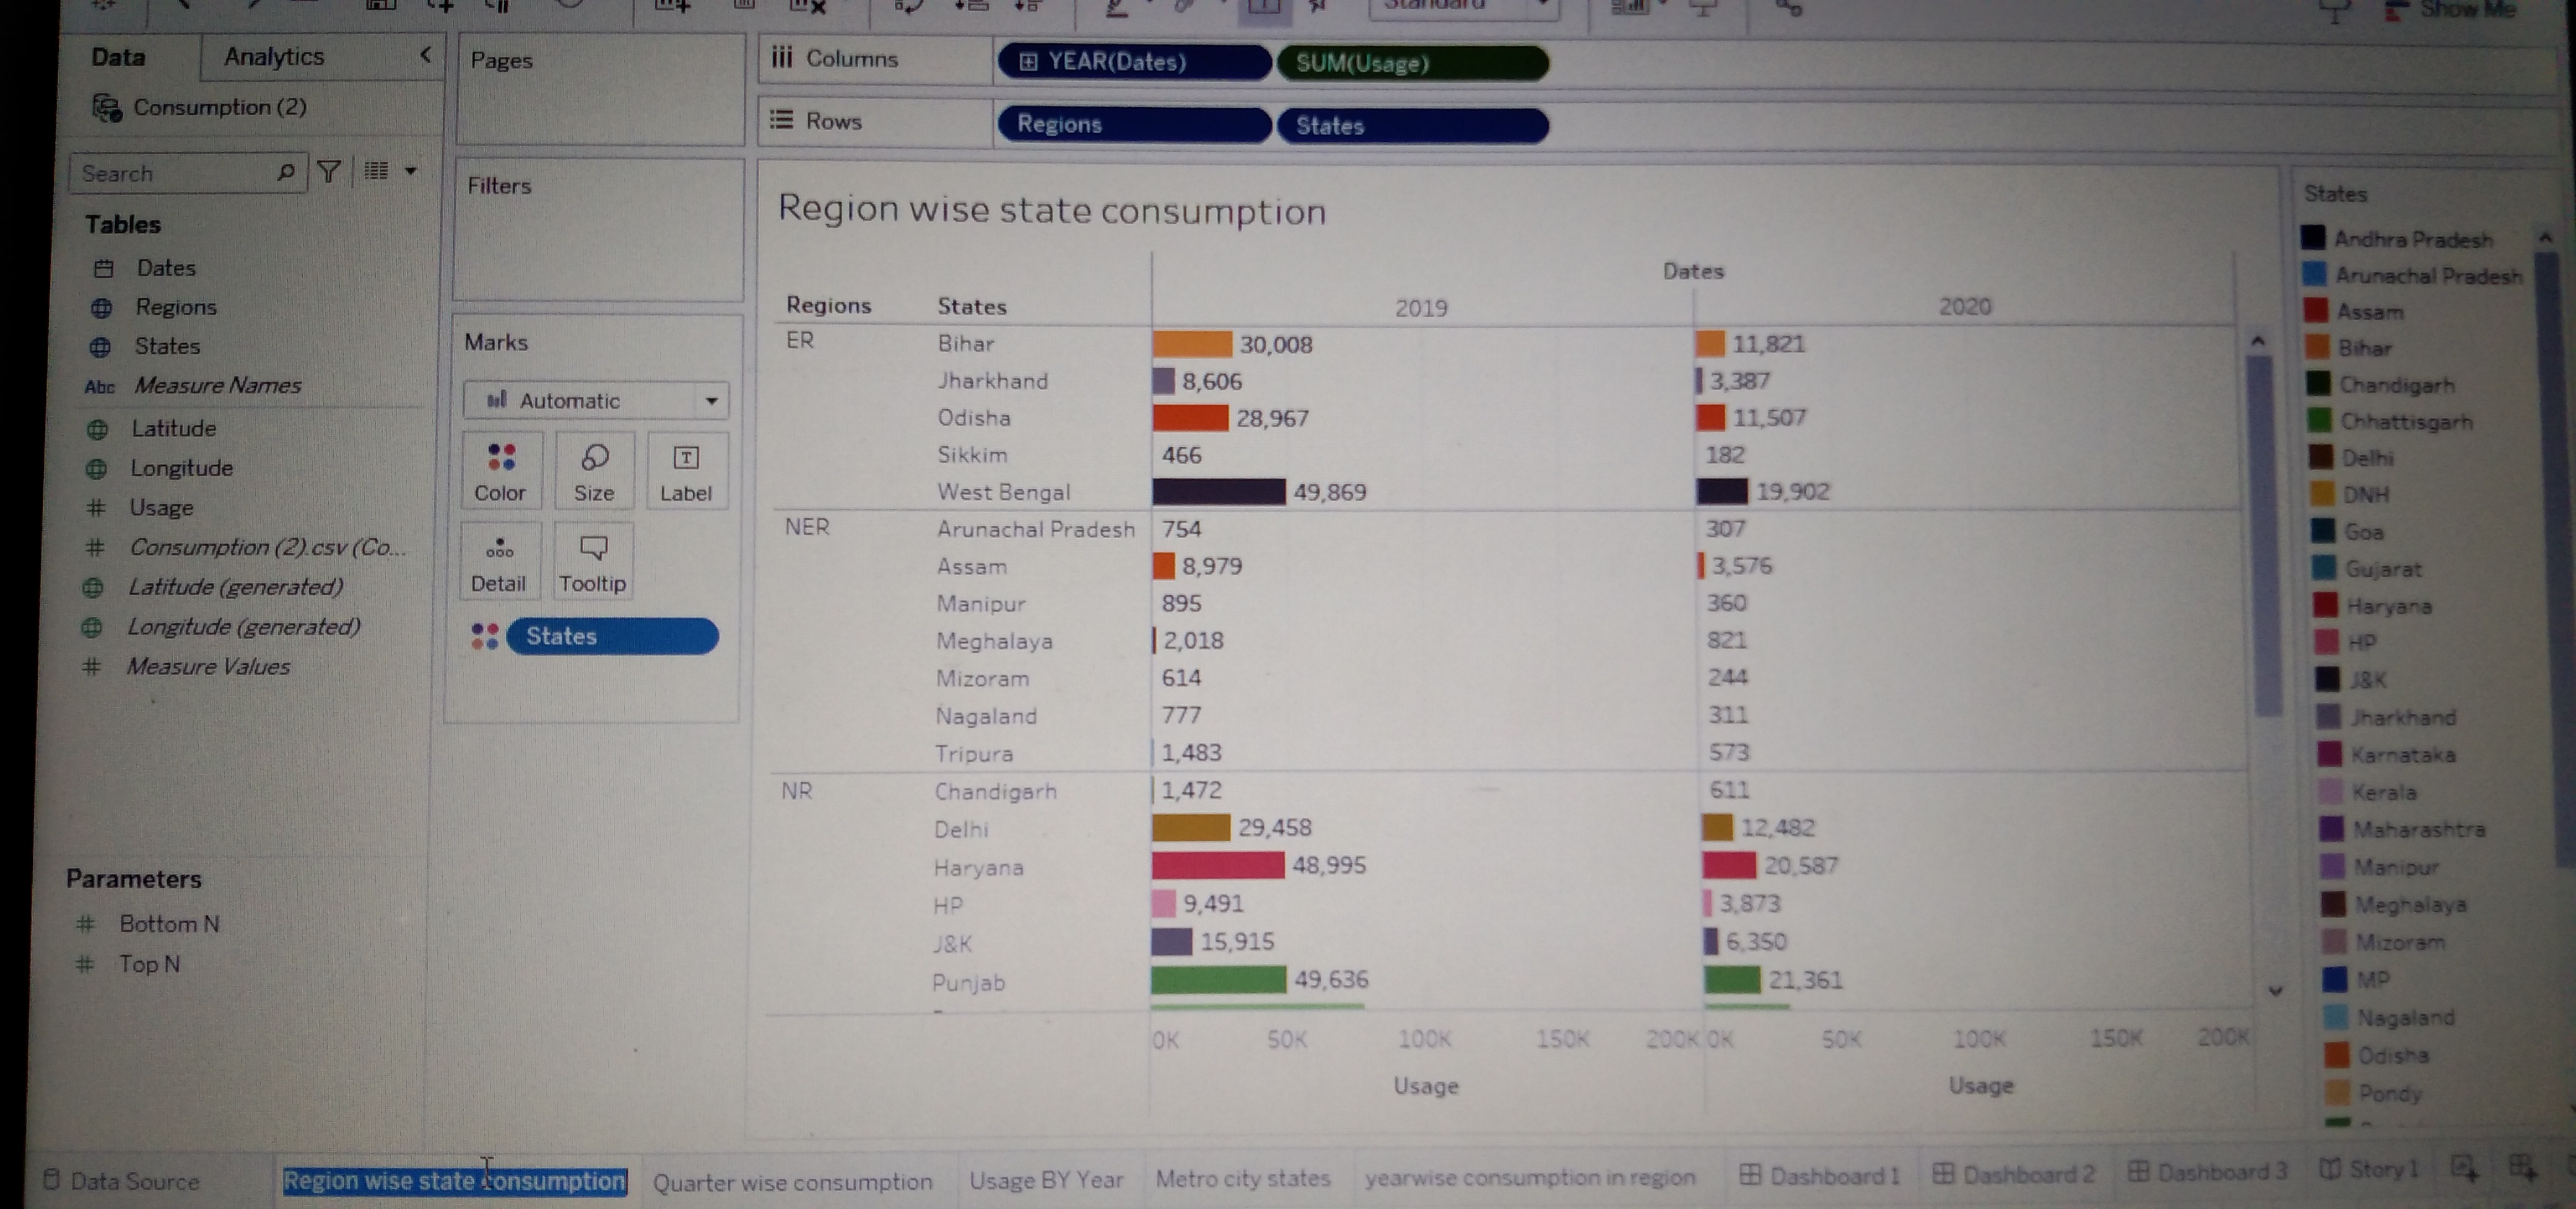 Standard
Show Me
Data
Analytics
Consumption (2)
Search
Tables
Dates
Regions
States
Abc Measure Names
Latitude
Longitude
# Usage
# Consumption (2).csv (Co...
Latitude (generated)
Longitude (generated)
# Measure Values
Parameters
# Bottom N
# Top N
Pages
Filters
Marks
Automatic
Color
Size
Label
Detail
Tooltip
States
Columns YEAR(Dates) SUM(Usage)
Rows Regions States
Region wise state consumption
Dates
Regions States 2019 2020
ER Bihar 30,008 11,821
Jharkhand 8,606 3,387
Odisha 28,967 11,507
Sikkim 466 182
West Bengal 49,869 19,902
NER Arunachal Pradesh 754 307
Assam 8,979 3,576
Manipur 895 360
Meghalaya 2,018 821
Mizoram 614 244
Nagaland 777 311
Tripura 1,483 573
NR Chandigarh 1,472 611
Delhi 29,458 12,482
Haryana 48,995 20,587
HP 9,491 3,873
J&K 15,915 6,350
Punjab 49,636 21,361
0K 50K 100K 150K 200K 0K 50K 100K 150K 200K
Usage Usage
States
Andhra Pradesh
Arunachal Pradesh
Assam
Bihar
Chandigarh
Chhattisgarh
Delhi
DNH
Goa
Gujarat
Haryana
HP
J&K
Jharkhand
Karnataka
Kerala
Maharashtra
Manipur
Meghalaya
Mizoram
MP
Nagaland
Odisha
Pondy
Data Source Region wise state consumption Quarter wise consumption Usage BY Year Metro city states yearwise consumption in region Dashboard 1 Dashboard 2 Dashboard 3 Story 1